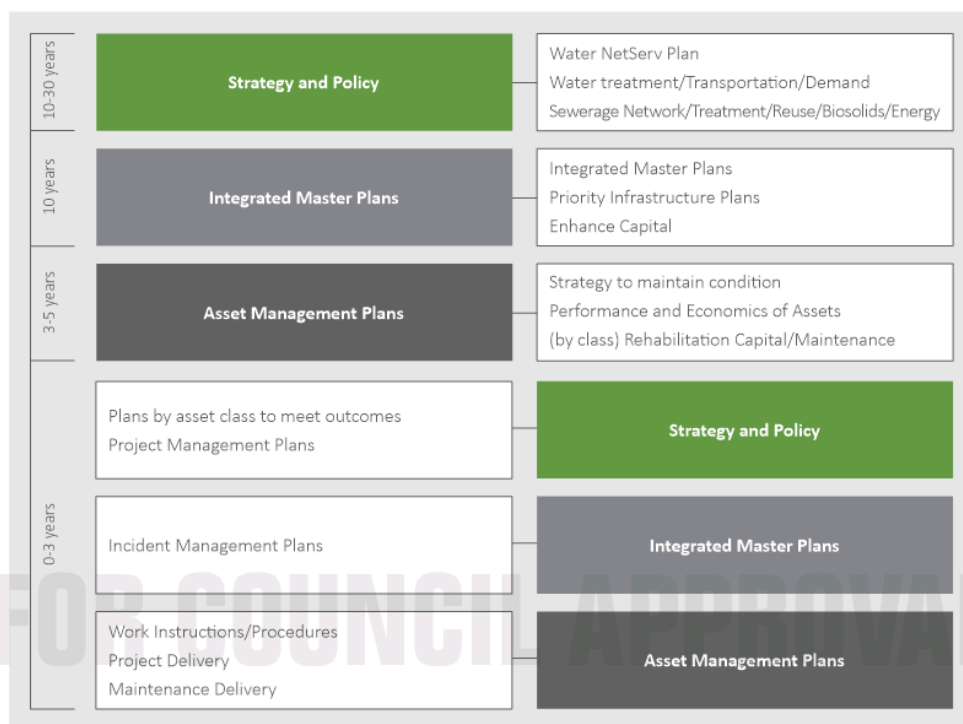 10-30 years
Strategy and Policy
Water NetServ Plan
Water treatment/Transportation/Demand
Sewerage Network/Treatment/Reuse/Biosolids/Energy
10 years
Integrated Master Plans
Integrated Master Plans
Priority Infrastructure Plans
Enhance Capital
3-5 years
Asset Management Plans
Strategy to maintain condition
Performance and Economics of Assets
(by class) Rehabilitation Capital/Maintenance
0-3 years
Plans by asset class to meet outcomes
Project Management Plans
Strategy and Policy
Incident Management Plans
Integrated Master Plans
Work Instructions/Procedures
Project Delivery
Maintenance Delivery
Asset Management Plans
FOR COUNCIL APPROVAL